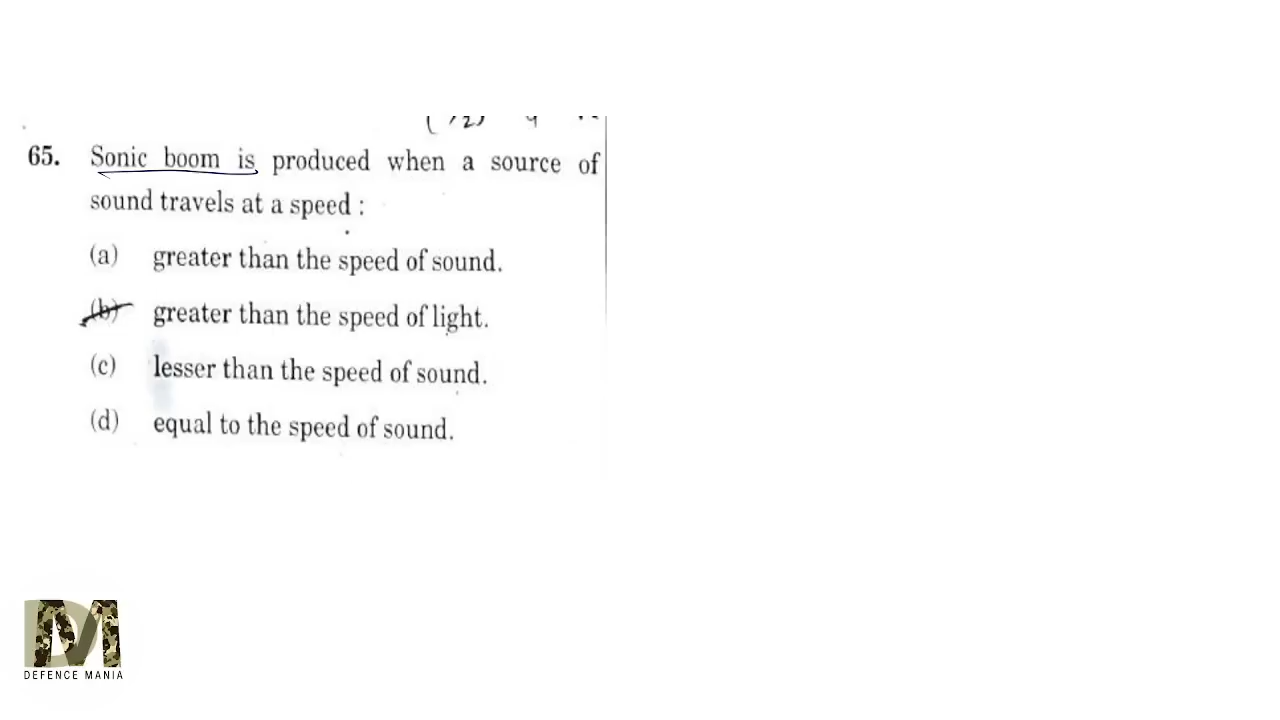 65. Sonic boom is produced when a source of
sound travels at a speed :
(a) greater than the speed of sound.
(b) greater than the speed of light.
(c) lesser than the speed of sound.
(d) equal to the speed of sound.
DEFENCE MANIA